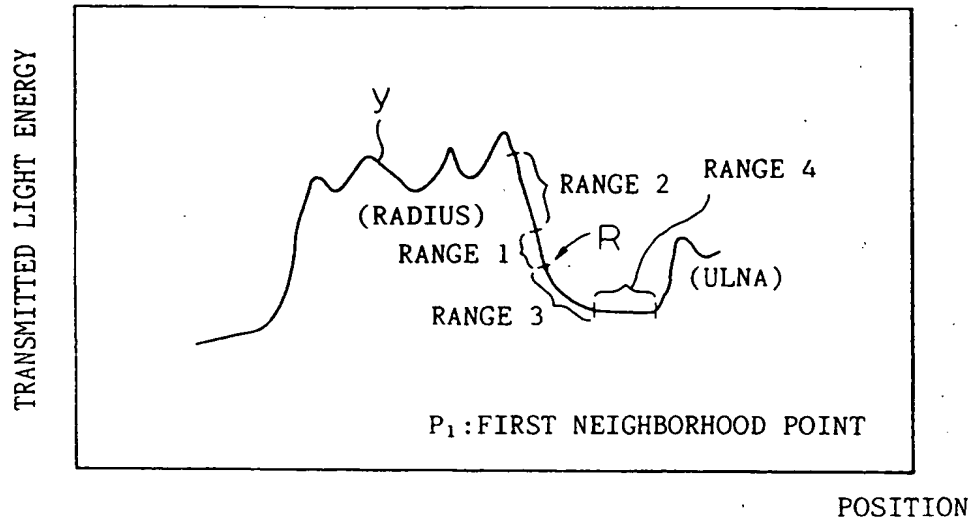 TRANSMITTED LIGHT ENERGY
y
(RADIUS)
RANGE 2
RANGE 4
RANGE 1
R
(ULNA)
RANGE 3
P₁:FIRST NEIGHBORHOOD POINT
POSITION